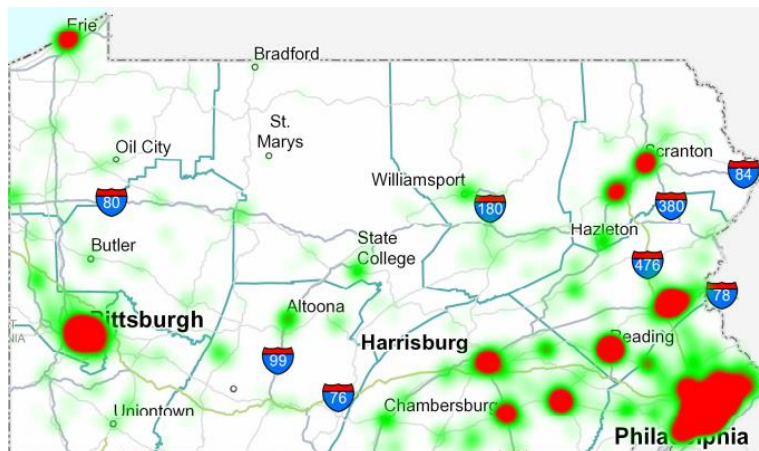 Erie
Bradford
Oil City
St.
Marys
Scranton
84
Williamsport
80
180
380
Hazleton
State
College
Butler
476
78
Altoona
Pittsburgh
Harrisburg
Reading
99
76
Chambersburg
Uniontown
Philadelphia